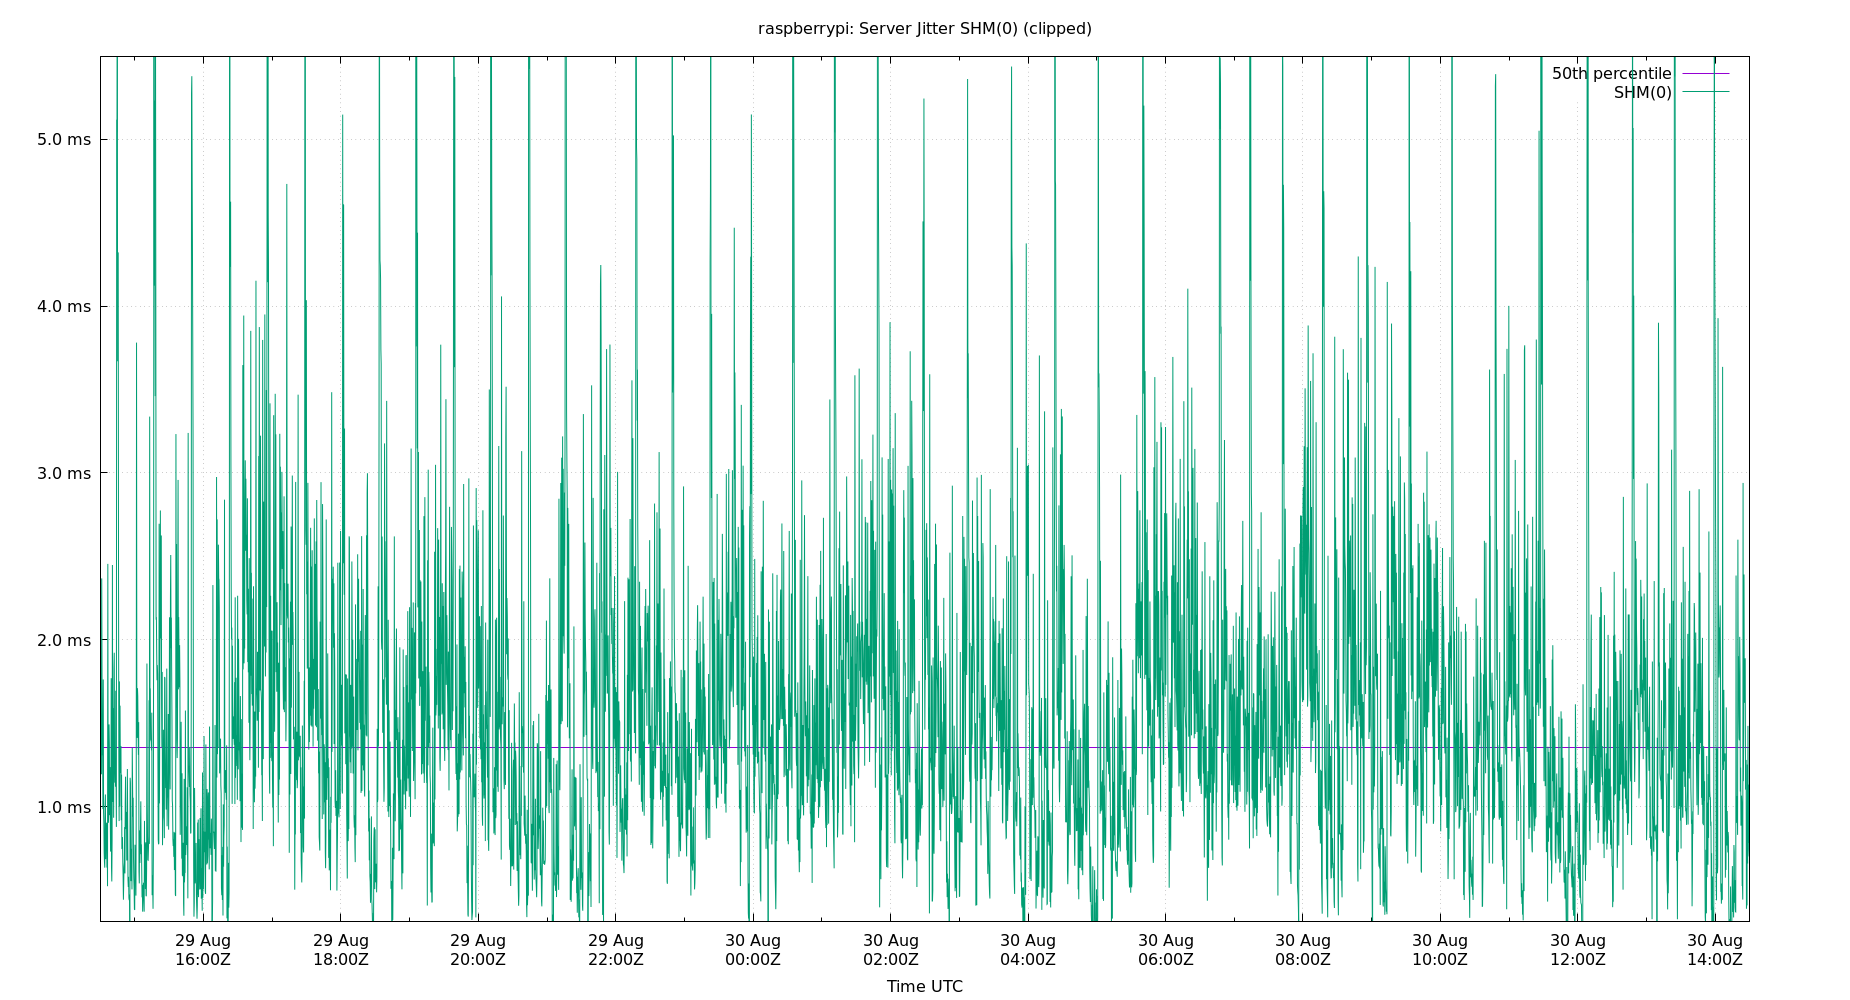 raspberrypi: Server Jitter SHM(0) (clipped)
50th percentile
SHM(0)
5.0 ms
4.0 ms
3.0 ms
2.0 ms
1.0 ms
29 Aug 29 Aug 29 Aug 29 Aug 30 Aug 30 Aug 30 Aug 30 Aug 30 Aug 30 Aug 30 Aug 30 Aug
16:00Z 18:00Z 20:00Z 22:00Z 00:00Z 02:00Z 04:00Z 06:00Z 08:00Z 10:00Z 12:00Z 14:00Z
Time UTC